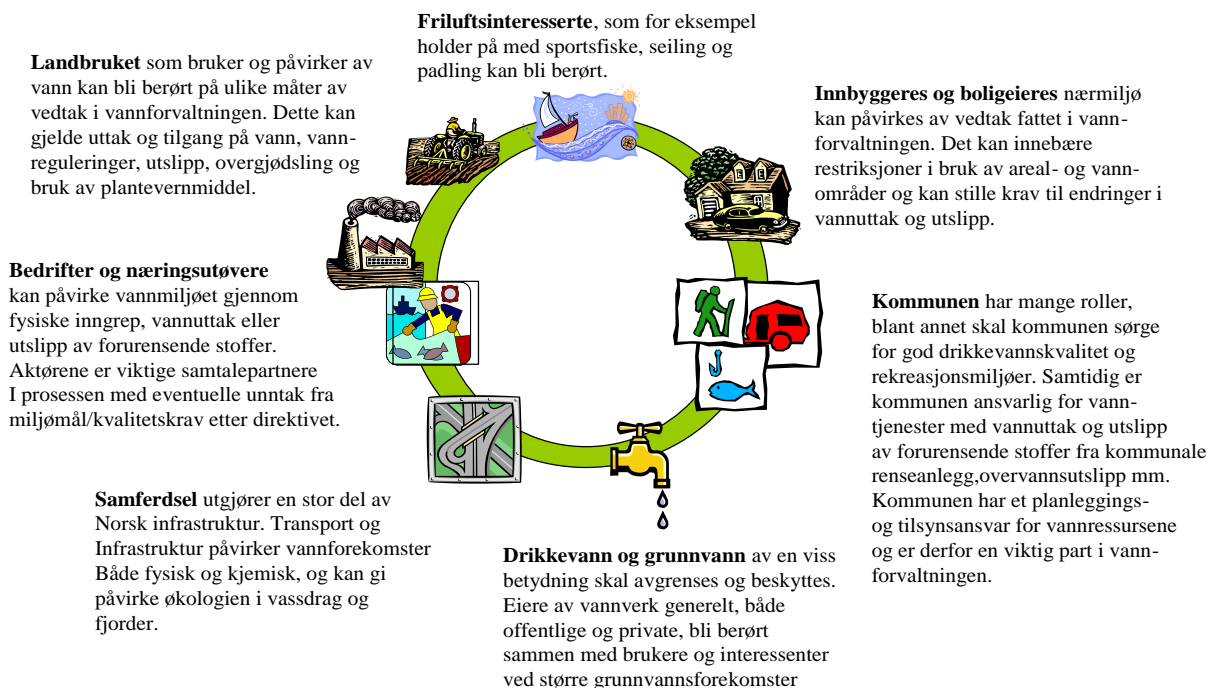 Friluftsinteresserte, som for eksempel
holder på med sportsfiske, seiling og
padling kan bli berørt.
Landbruket som bruker og påvirker av
vann kan bli berørt på ulike måter av
vedtak i vannforvaltningen. Dette kan
gjelde uttak og tilgang på vann, vann-
reguleringer, utslipp, overgjødsling og
bruk av plantevernmiddel.
Innbyggeres og boligeieres nærmiljø
kan påvirkes av vedtak fattet i vann-
forvaltningen. Det kan innebære
restriksjoner i bruk av areal- og vann-
områder og kan stille krav til endringer i
vannuttak og utslipp.
Bedrifter og næringsutøvere
kan påvirke vannmiljøet gjennom
fysiske inngrep, vannuttak eller
utslipp av forurensende stoffer.
Aktørene er viktige samtalepartnere
I prosessen med eventuelle unntak fra
miljømål/kvalitetskrav etter direktivet.
Kommunen har mange roller,
blant annet skal kommunen sørge
for god drikkevannskvalitet og
rekreasjonsmiljøer. Samtidig er
kommunen ansvarlig for vann-
tjenester med vannuttak og utslipp
av forurensende stoffer fra kommunale
renseanlegg,overvannsutslipp mm.
Kommunen har et planleggings-
og tilsynsansvar for vannressursene
og er derfor en viktig part i vann-
forvaltningen.
Samferdsel utgjører en stor del av
Norsk infrastruktur. Transport og
Infrastruktur påvirker vannforekomster
Både fysisk og kjemisk, og kan gi
påvirke økologien i vassdrag og
fjorder.
Drikkevann og grunnvann av en viss
betydning skal avgrenses og beskyttes.
Eiere av vannverk generelt, både
offentlige og private, bli berørt
sammen med brukere og interessenter
ved større grunnvannsforekomster